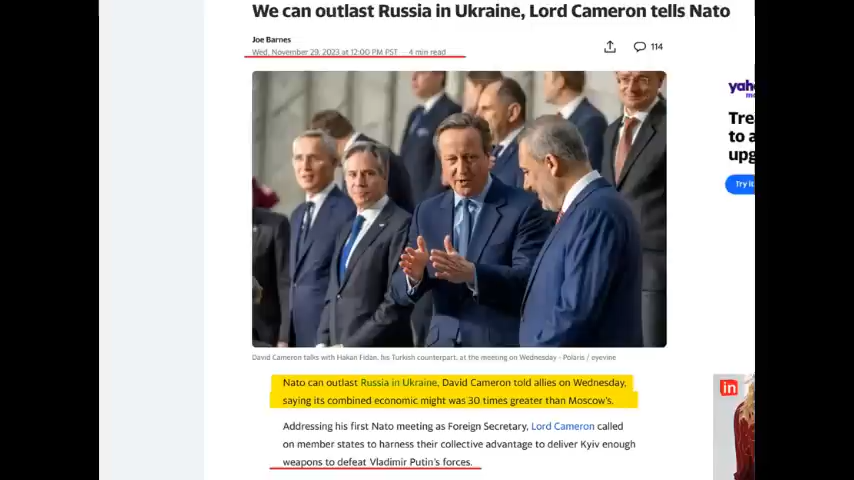 We can outlast Russia in Ukraine, Lord Cameron tells Nato
Joe Barnes
Wed, November 29, 2023 at 12:00 PM PST · 4 min read
114
David Cameron talks with Hakan Fidan, his Turkish counterpart, at the meeting on Wednesday - Polaris / eyevine
Nato can outlast Russia in Ukraine, David Cameron told allies on Wednesday,
saying its combined economic might was 30 times greater than Moscow's.
Addressing his first Nato meeting as Foreign Secretary, Lord Cameron called
on member states to harness their collective advantage to deliver Kyiv enough
weapons to defeat Vladimir Putin's forces.
yah
Tre
to a
upg
Try it
in